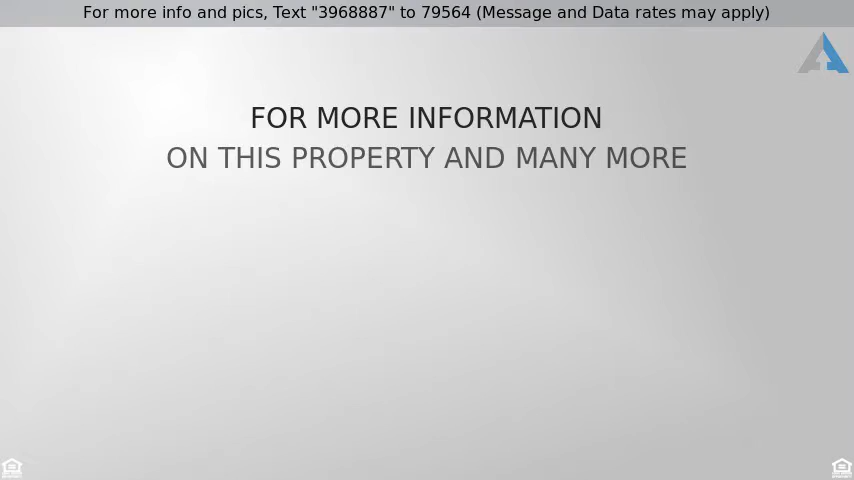 For more info and pics, Text "3968887" to 79564 (Message and Data rates may apply)
FOR MORE INFORMATION
ON THIS PROPERTY AND MANY MORE